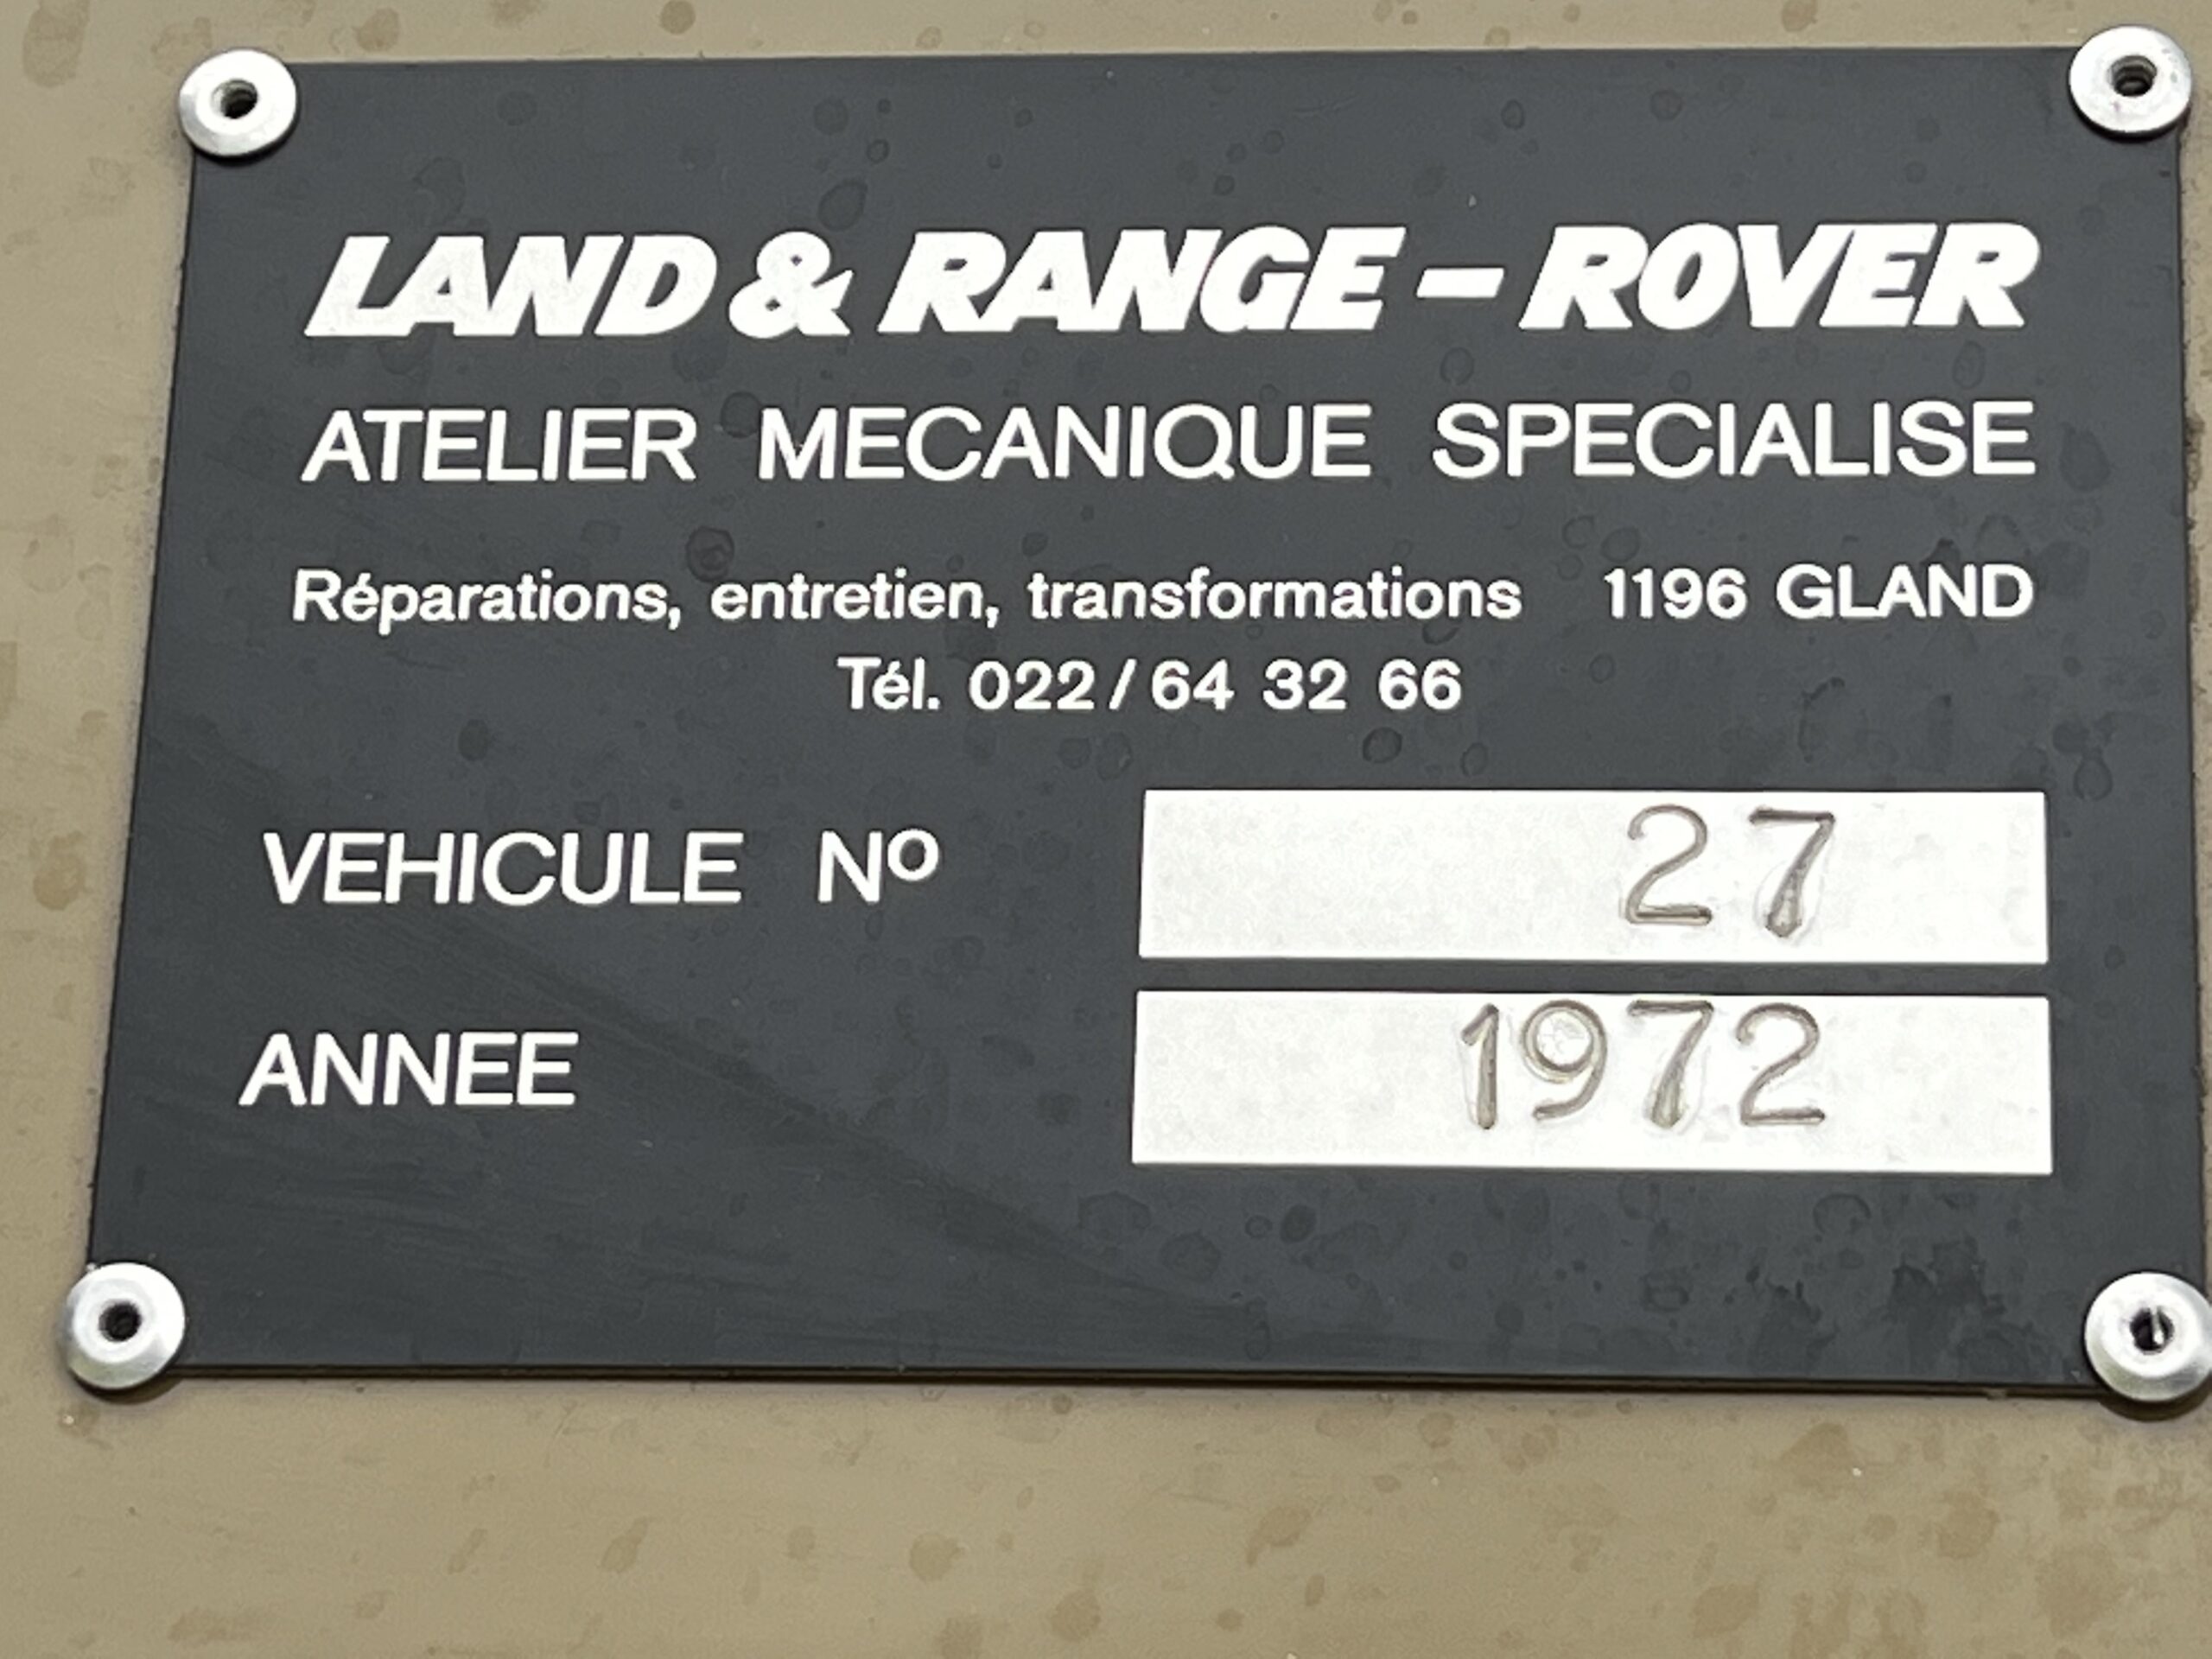 LAND & RANGE – ROVER
ATELIER MECANIQUE SPECIALISE
Réparations, entretien, transformations 1196 GLAND
Tél. 022 / 64 32 66
VEHICULE Nº 27
ANNEE 1972